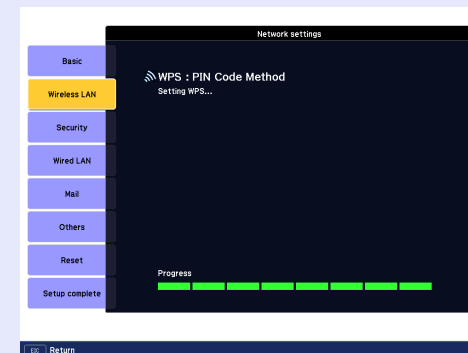 Network settings
Basic
Wireless LAN
Security
Wired LAN
Mail
Others
Reset
Setup complete
WPS : PIN Code Method
Setting WPS...
Progress
ESC Return